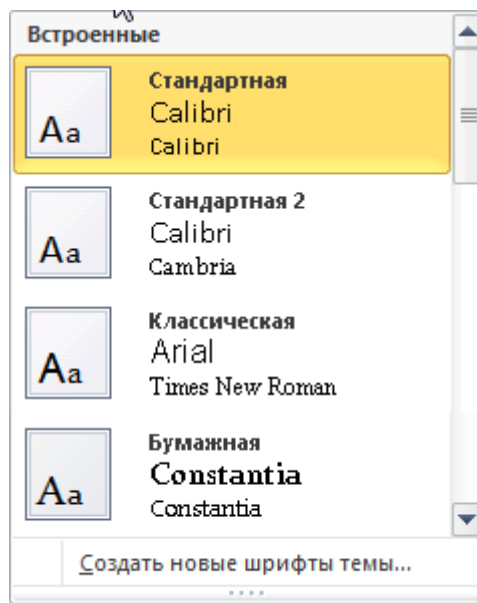 Встроенные
Стандартная
Calibri
Calibri
Aa
Стандартная 2
Calibri
Cambria
Aa
Классическая
Arial
Times New Roman
Aa
Бумажная
Constantia
Constantia
Aa
Создать новые шрифты темы...